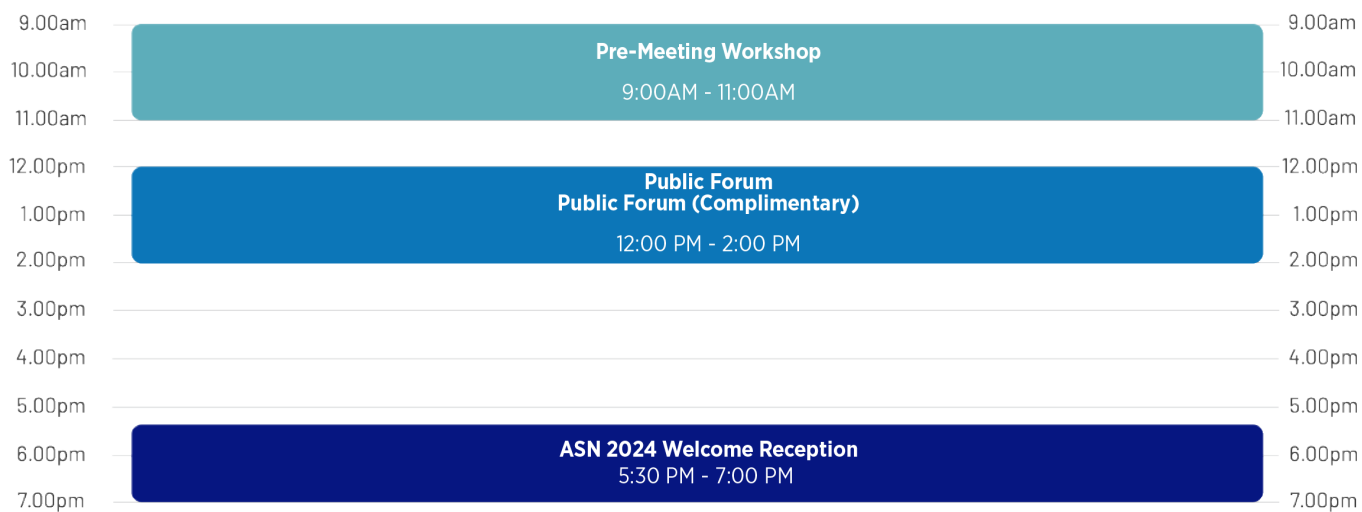 9.00am 9.00am
Pre-Meeting Workshop
10.00am 10.00am
9:00AM - 11:00AM
11.00am 11.00am
12.00pm 12.00pm
Public Forum
Public Forum (Complimentary)
1.00pm 1.00pm
12:00 PM - 2:00 PM
2.00pm 2.00pm
3.00pm 3.00pm
4.00pm 4.00pm
5.00pm 5.00pm
ASN 2024 Welcome Reception
6.00pm 6.00pm
5:30 PM - 7:00 PM
7.00pm 7.00pm